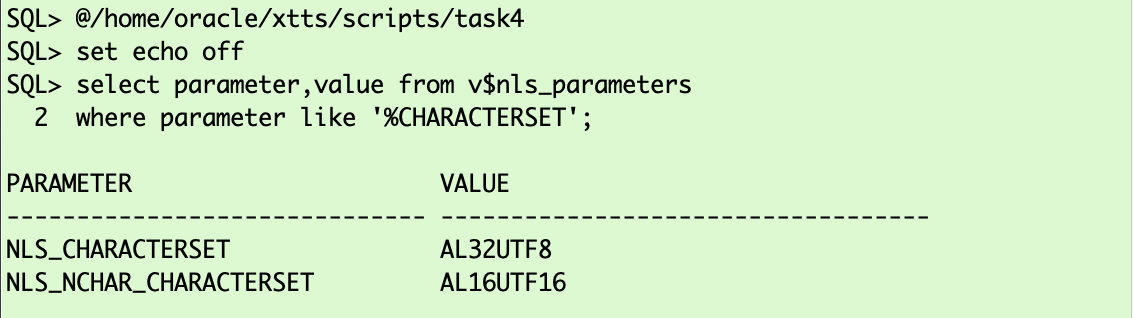 SQL> @/home/oracle/xtts/scripts/task4
SQL> set echo off
SQL> select parameter,value from v$nls_parameters
  2  where parameter like '%CHARACTERSET';

PARAMETER                      VALUE
------------------------------ -----------------------------------
NLS_CHARACTERSET               AL32UTF8
NLS_NCHAR_CHARACTERSET         AL16UTF16